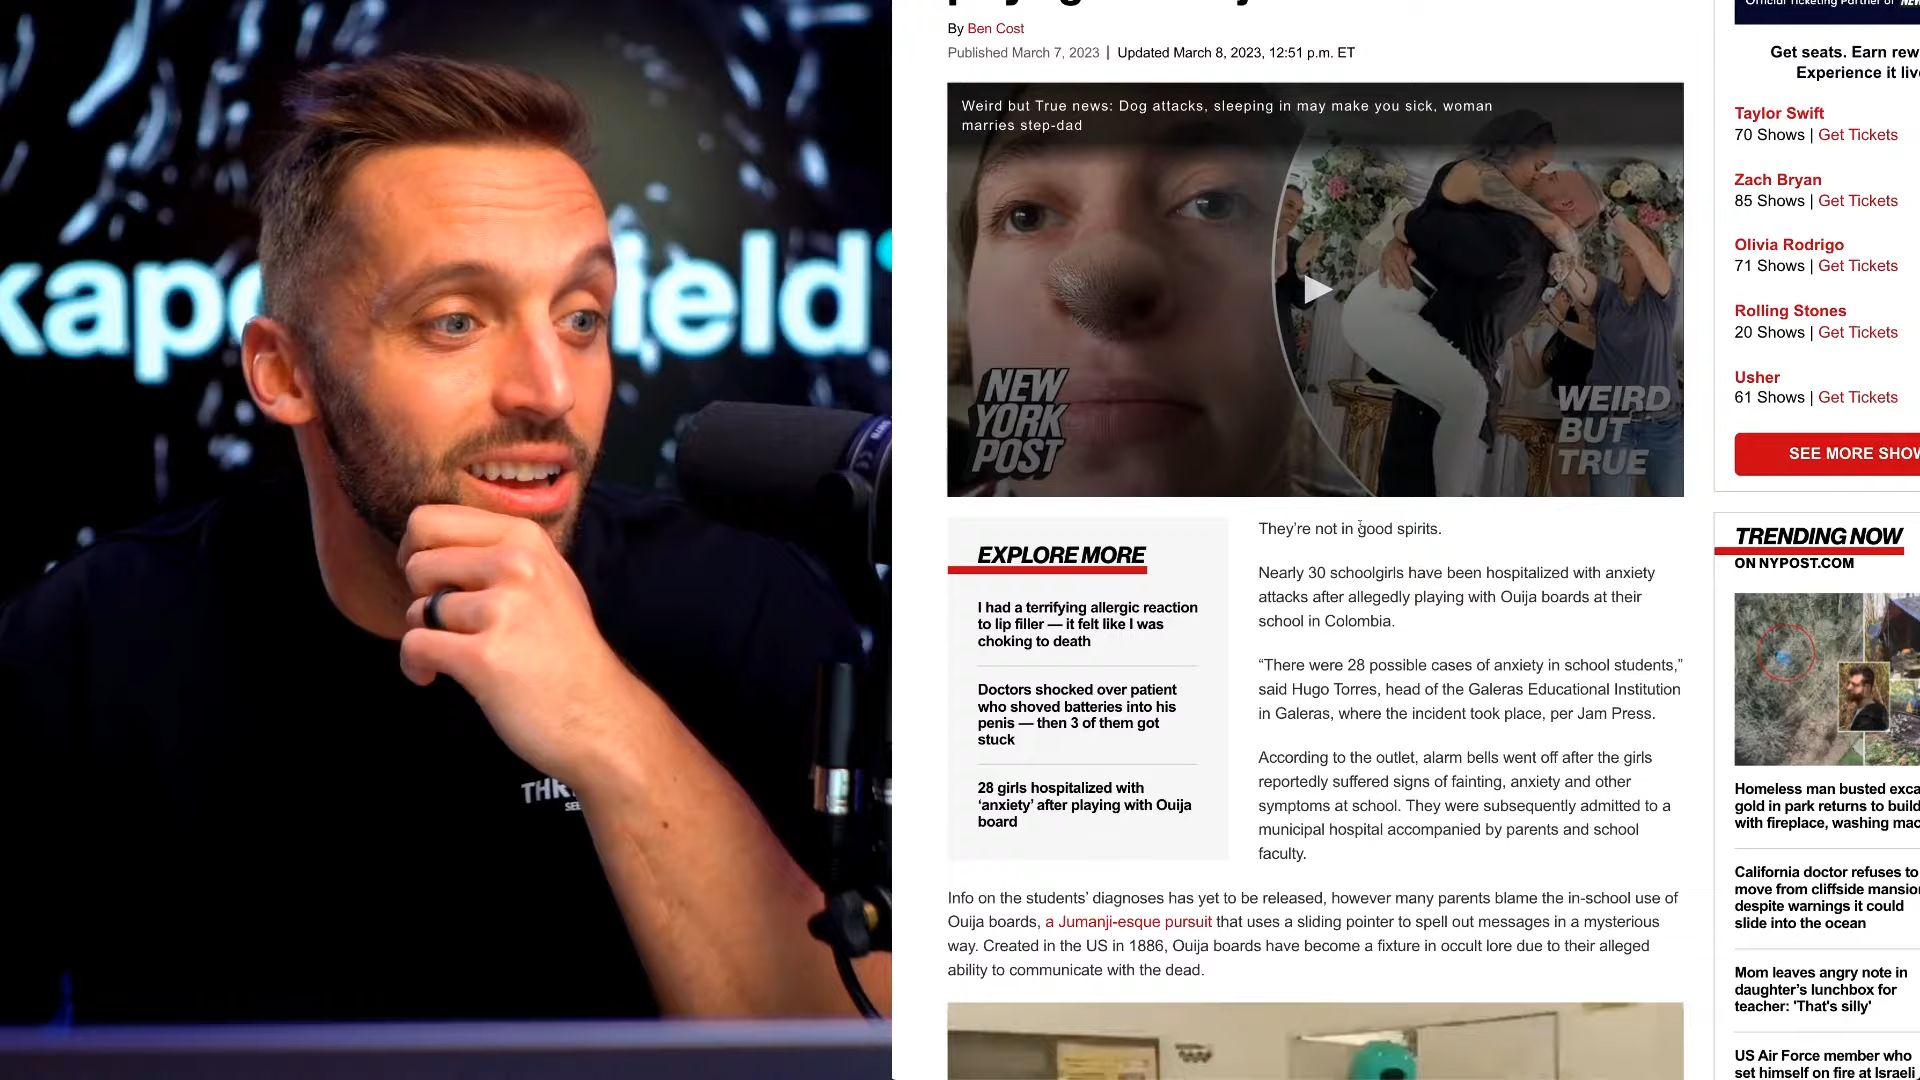 kap
ield
THR
By Ben Cost
Published March 7, 2023 | Updated March 8, 2023, 12:51 p.m. ET
Weird but True news: Dog attacks, sleeping in may make you sick, woman
marries step-dad
NEW
YORK
POST
WEIRD
BUT
TRUE
EXPLORE MORE
I had a terrifying allergic reaction
to lip filler — it felt like I was
choking to death
Doctors shocked over patient
who shoved batteries into his
penis — then 3 of them got
stuck
28 girls hospitalized with
‘anxiety’ after playing with Ouija
board
They’re not in good spirits.
Nearly 30 schoolgirls have been hospitalized with anxiety
attacks after allegedly playing with Ouija boards at their
school in Colombia.
“There were 28 possible cases of anxiety in school students,”
said Hugo Torres, head of the Galeras Educational Institution
in Galeras, where the incident took place, per Jam Press.
According to the outlet, alarm bells went off after the girls
reportedly suffered signs of fainting, anxiety and other
symptoms at school. They were subsequently admitted to a
municipal hospital accompanied by parents and school
faculty.
Info on the students’ diagnoses has yet to be released, however many parents blame the in-school use of
Ouija boards, a Jumanji-esque pursuit that uses a sliding pointer to spell out messages in a mysterious
way. Created in the US in 1886, Ouija boards have become a fixture in occult lore due to their alleged
ability to communicate with the dead.
Official Ticketing Partner of NEW
Get seats. Earn rew
Experience it liv
Taylor Swift
70 Shows | Get Tickets
Zach Bryan
85 Shows | Get Tickets
Olivia Rodrigo
71 Shows | Get Tickets
Rolling Stones
20 Shows | Get Tickets
Usher
61 Shows | Get Tickets
SEE MORE SHOW
TRENDING NOW
ON NYPOST.COM
Homeless man busted exca
gold in park returns to build
with fireplace, washing mac
California doctor refuses to
move from cliffside mansion
despite warnings it could
slide into the ocean
Mom leaves angry note in
daughter’s lunchbox for
teacher: 'That's silly'
US Air Force member who
set himself on fire at Israeli